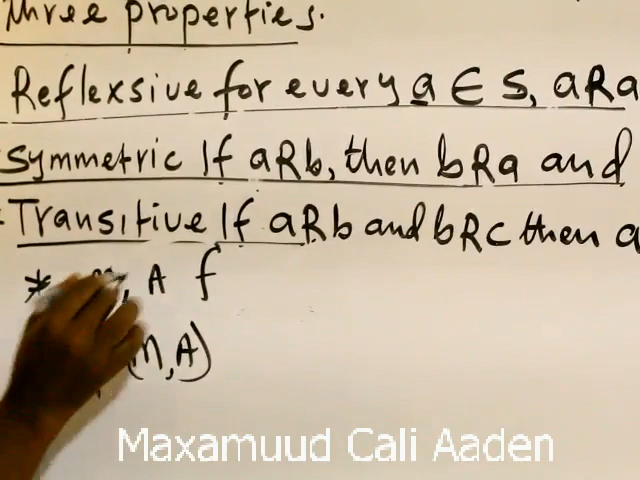 three properties.
Reflexsive for every a ∈ S, aRa
Symmetric If aRb, then bRa and
Transitive If aRb and bRc then a
* , A f
(n, A)
Maxamuud Cali Aaden